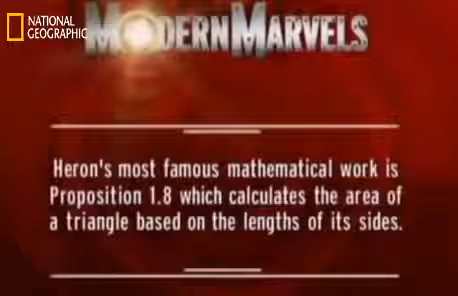 NATIONAL
GEOGRAPHIC
MODERN MARVELS
Heron's most famous mathematical work is
Proposition 1.8 which calculates the area of
a triangle based on the lengths of its sides.